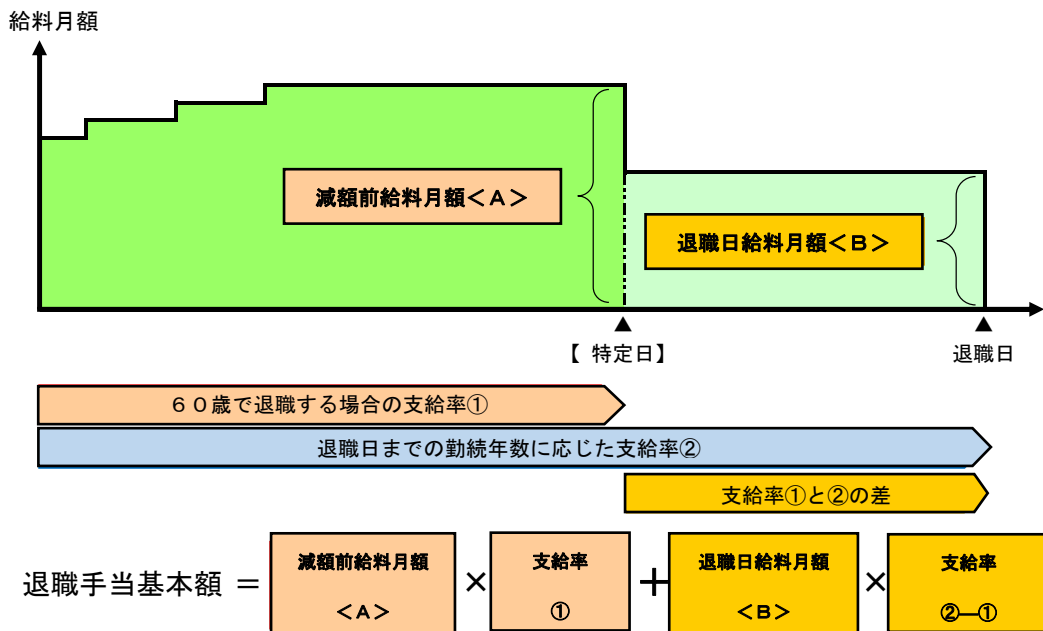 給料月額
減額前給料月額＜Ａ＞
退職日給料月額＜Ｂ＞
【 特定日】
退職日
６０歳で退職する場合の支給率①
退職日までの勤続年数に応じた支給率②
支給率①と②の差
退職手当基本額 ＝ 減額前給料月額 ＜Ａ＞ × 支給率 ① ＋ 退職日給料月額 ＜Ｂ＞ × 支給率 ②―①